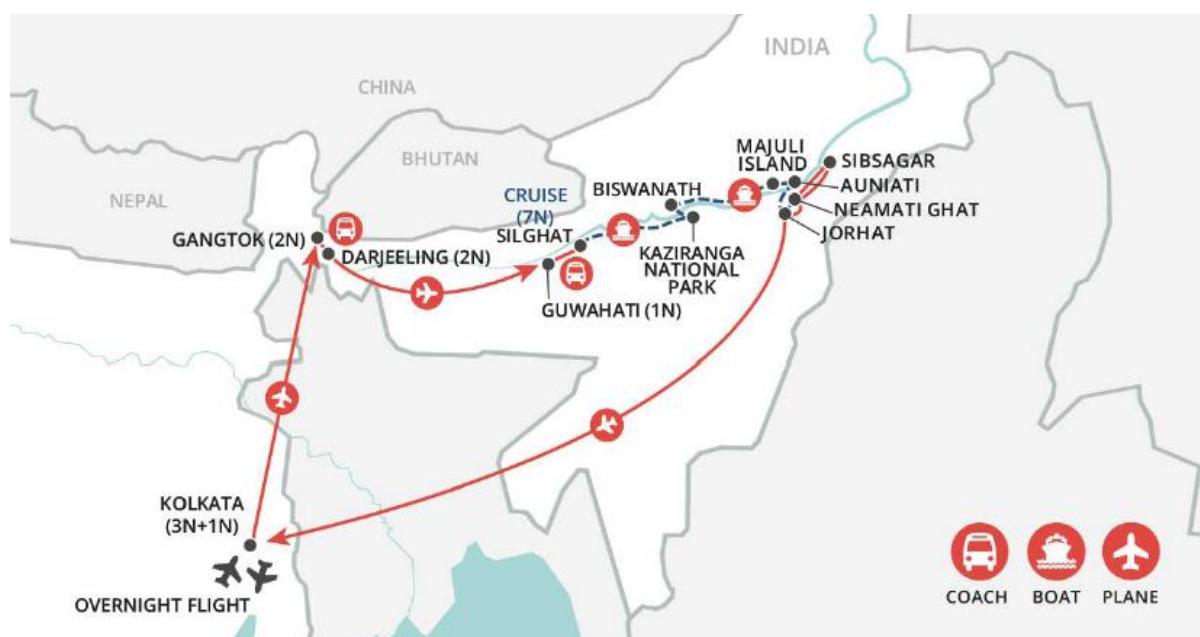 INDIA
CHINA
BHUTAN
NEPAL
MAJULI
ISLAND
SIBSAGAR
AUNIATI
NEAMATI GHAT
JORHAT
BISWANATH
CRUISE
(7N)
SILGHAT
KAZIRANGA
NATIONAL
PARK
GANGTOK (2N)
DARJEELING (2N)
GUWAHATI (1N)
KOLKATA
(3N+1N)
OVERNIGHT FLIGHT
COACH BOAT PLANE